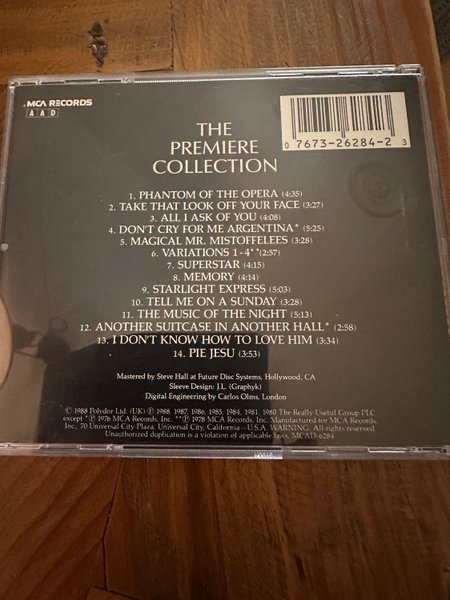 MCA RECORDS
AAD
0 7673-26284-2 3
THE
PREMIERE
COLLECTION
1. PHANTOM OF THE OPERA (4:35)
2. TAKE THAT LOOK OFF YOUR FACE (3:27)
3. ALL I ASK OF YOU (4:08)
4. DON'T CRY FOR ME ARGENTINA* (5:25)
5. MAGICAL MR. MISTOFFELEES (3:28)
6. VARIATIONS 1-4** (2:57)
7. SUPERSTAR (4:15)
8. MEMORY (4:14)
9. STARLIGHT EXPRESS (5:03)
10. TELL ME ON A SUNDAY (3:28)
11. THE MUSIC OF THE NIGHT (5:13)
12. ANOTHER SUITCASE IN ANOTHER HALL* (2:58)
13. I DON'T KNOW HOW TO LOVE HIM (3:34)
14. PIE JESU (3:53)
Mastered by Steve Hall at Future Disc Systems, Hollywood, CA
Sleeve Design: J.L. (Graphyk)
Digital Engineering by Carlos Olms, London
© 1988 Polydor Ltd. (UK) ℗ 1988, 1987, 1986, 1985, 1984, 1981, 1980 The Really Useful Group PLC
except *℗ 1976 MCA Records, Inc. **℗ 1978 MCA Records, Inc. Manufactured for MCA Records,
Inc., 70 Universal City Plaza, Universal City, California—U.S.A. WARNING: All rights reserved.
Unauthorized duplication is a violation of applicable laws. MCAD-6284